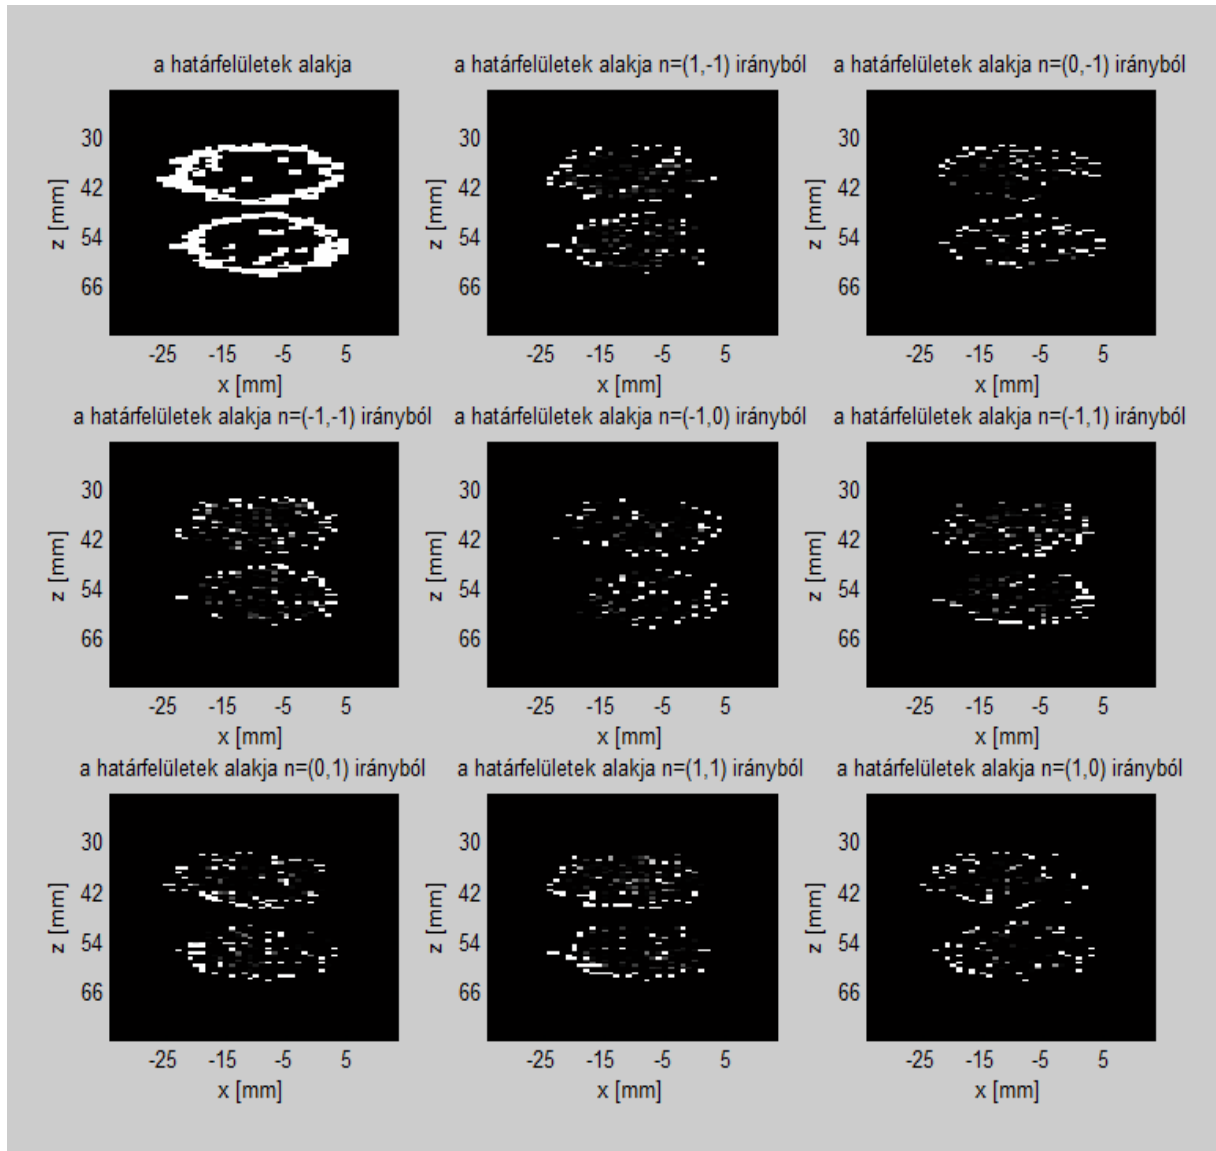 a határfelületek alakja
a határfelületek alakja n=(1,-1) irányból
a határfelületek alakja n=(0,-1) irányból
z [mm]
30
42
54
66
-25 -15 -5 5
x [mm]
z [mm]
30
42
54
66
-25 -15 -5 5
x [mm]
z [mm]
30
42
54
66
-25 -15 -5 5
x [mm]
a határfelületek alakja n=(-1,-1) irányból
a határfelületek alakja n=(-1,0) irányból
a határfelületek alakja n=(-1,1) irányból
z [mm]
30
42
54
66
-25 -15 -5 5
x [mm]
z [mm]
30
42
54
66
-25 -15 -5 5
x [mm]
z [mm]
30
42
54
66
-25 -15 -5 5
x [mm]
a határfelületek alakja n=(0,1) irányból
a határfelületek alakja n=(1,1) irányból
a határfelületek alakja n=(1,0) irányból
z [mm]
30
42
54
66
-25 -15 -5 5
x [mm]
z [mm]
30
42
54
66
-25 -15 -5 5
x [mm]
z [mm]
30
42
54
66
-25 -15 -5 5
x [mm]